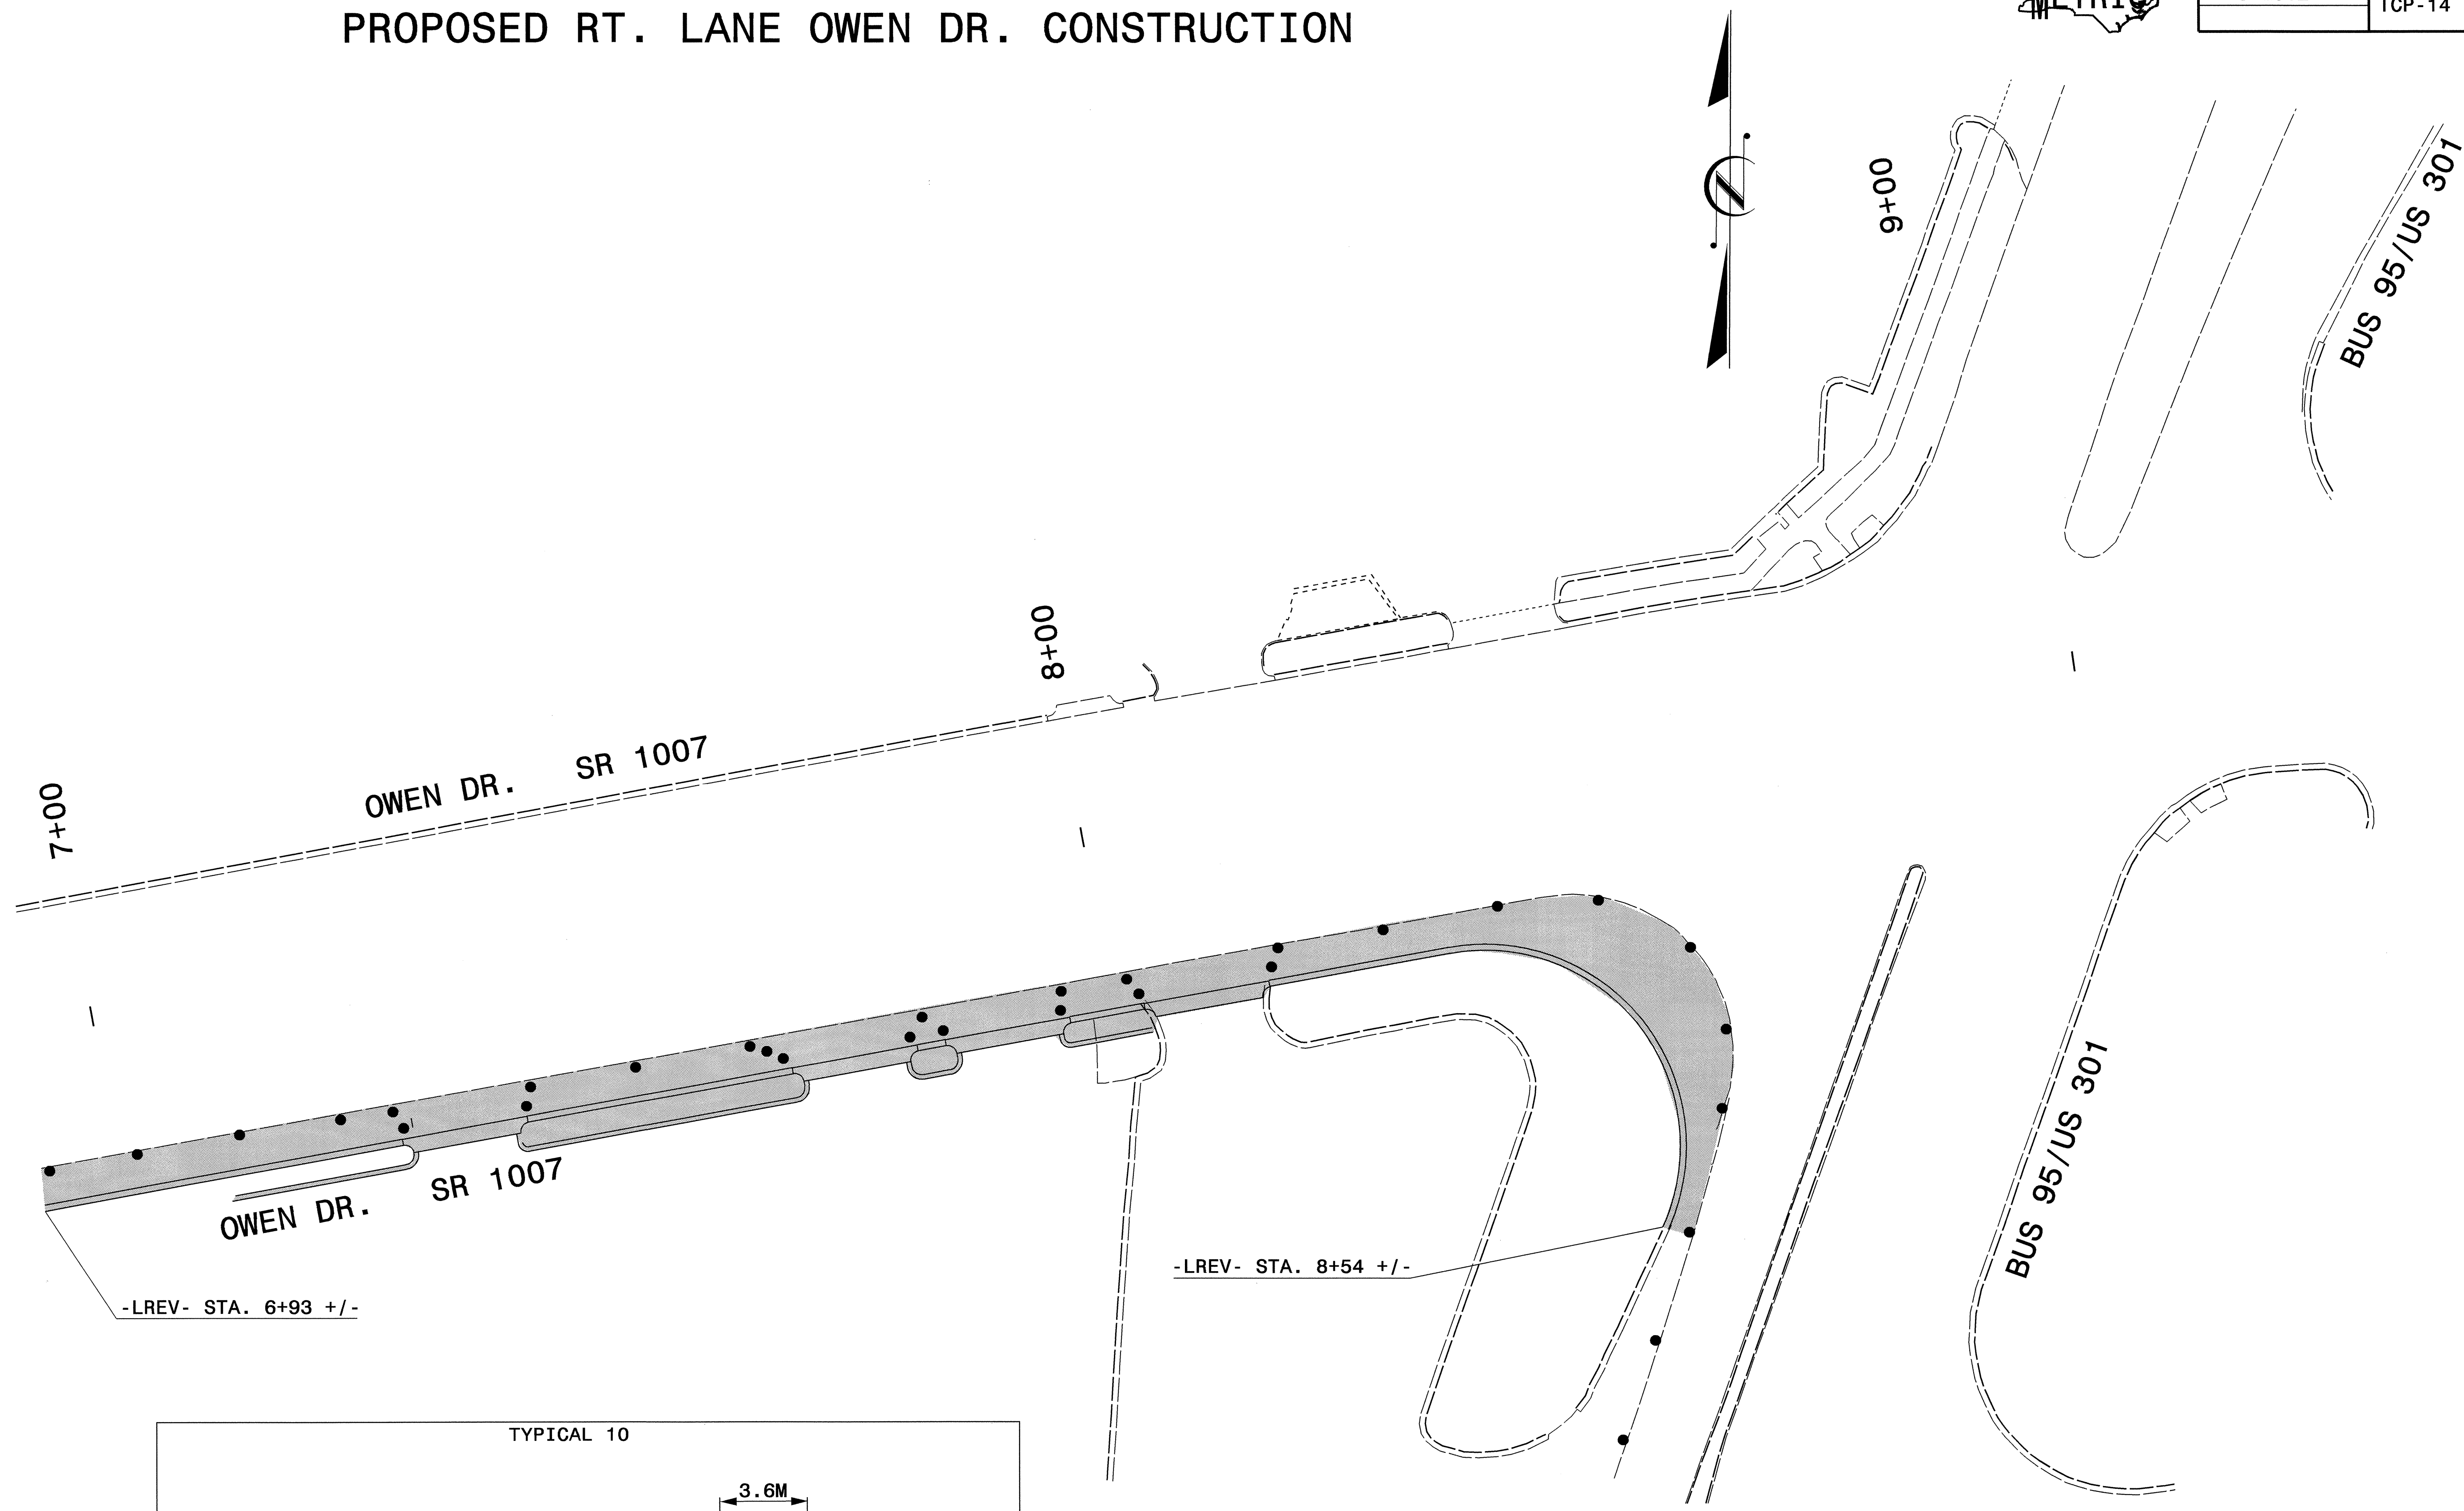 PROPOSED RT. LANE OWEN DR. CONSTRUCTION
METRIC
TCP-14
9+00
BUS 95/US 301
8+00
OWEN DR. SR 1007
7+00
OWEN DR. SR 1007
BUS 95/US 301
-LREV- STA. 8+54 +/-
-LREV- STA. 6+93 +/-
TYPICAL 10
3.6M